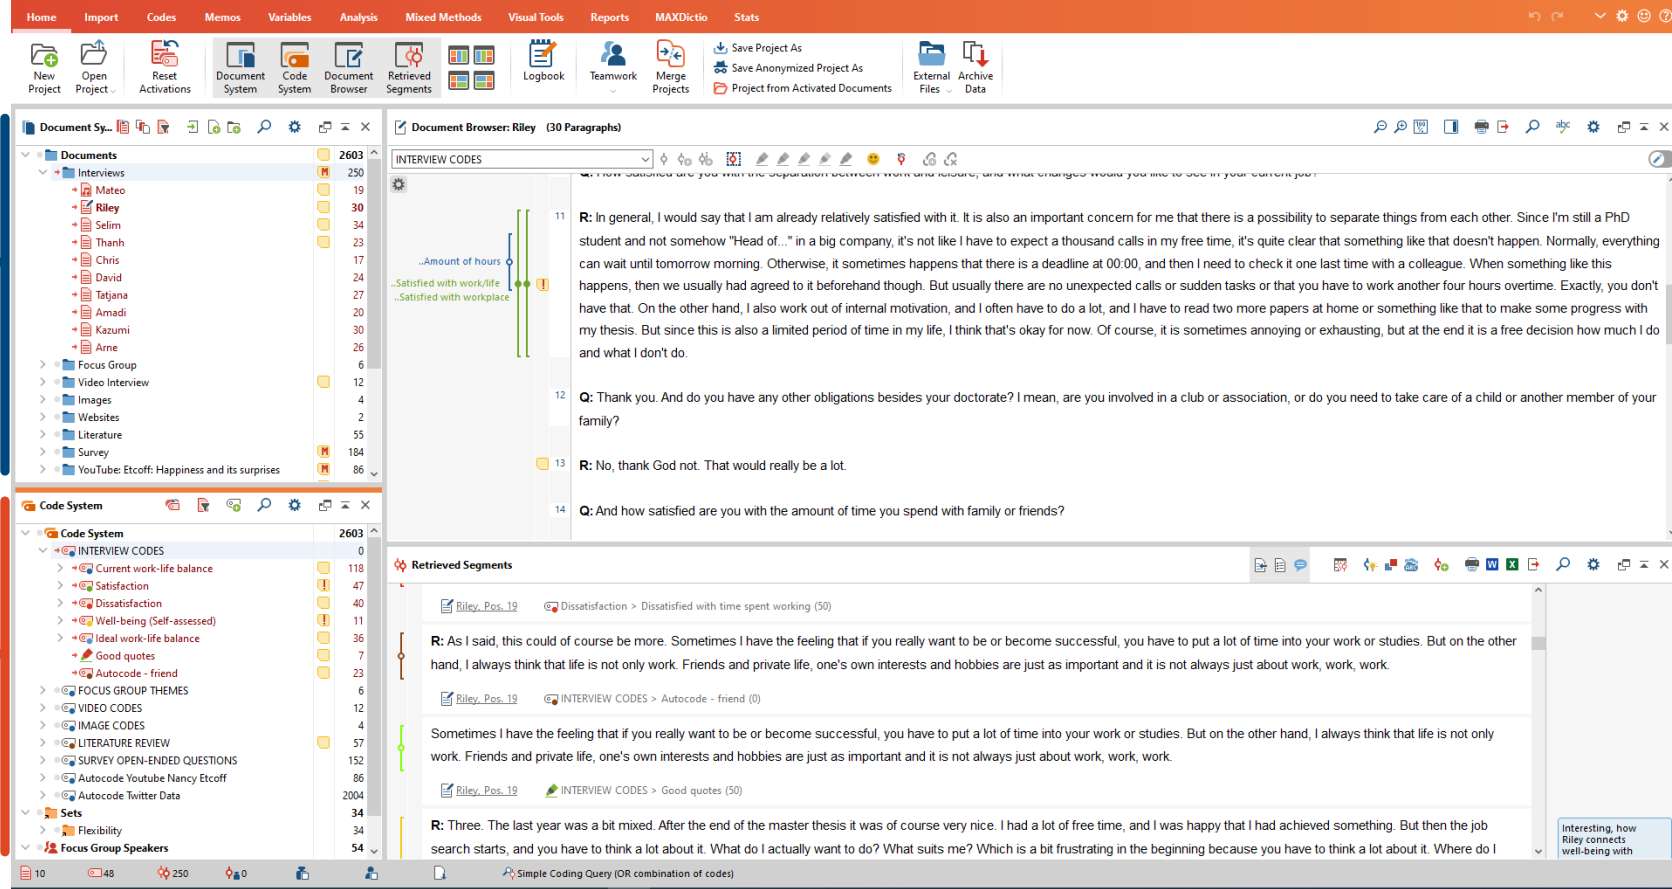 Home Import Codes Memos Variables Analysis Mixed Methods Visual Tools Reports MAXDictio Stats
New Project
Open Project
Reset Activations
Document System
Code System
Document Browser
Retrieved Segments
Logbook
Teamwork
Merge Projects
Save Project As
Save Anonymized Project As
Project from Activated Documents
External Files
Archive Data
Document Sy...
Documents 2603
Interviews M 250
Mateo 19
Riley 30
Selim 34
Thanh 23
Chris 17
David 24
Tatjana 27
Amadi 20
Kazumi 30
Arne 26
Focus Group 6
Video Interview 12
Images 4
Websites 2
Literature 55
Survey M 184
YouTube: Etcoff: Happiness and its surprises M 86
Code System
Code System 2603
INTERVIEW CODES 0
Current work-life balance 118
Satisfaction ! 47
Dissatisfaction 40
Well-being (Self-assessed) ! 11
Ideal work-life balance 36
Good quotes 7
Autocode - friend 23
FOCUS GROUP THEMES 6
VIDEO CODES 12
IMAGE CODES 4
LITERATURE REVIEW 57
SURVEY OPEN-ENDED QUESTIONS 152
Autocode Youtube Nancy Etcoff 86
Autocode Twitter Data 2004
Sets 34
Flexibility 34
Focus Group Speakers 54
Document Browser: Riley (30 Paragraphs)
100%
abc
INTERVIEW CODES
Q: How satisfied are you with the separation between work and leisure, and what changes would you like to see in your current job?
..Amount of hours
..Satisfied with work/life
..Satisfied with workplace
!
11 R: In general, I would say that I am already relatively satisfied with it. It is also an important concern for me that there is a possibility to separate things from each other. Since I'm still a PhD
student and not somehow "Head of..." in a big company, it's not like I have to expect a thousand calls in my free time, it's quite clear that something like that doesn't happen. Normally, everything
can wait until tomorrow morning. Otherwise, it sometimes happens that there is a deadline at 00:00, and then I need to check it one last time with a colleague. When something like this
happens, then we usually had agreed to it beforehand though. But usually there are no unexpected calls or sudden tasks or that you have to work another four hours overtime. Exactly, you don't
have that. On the other hand, I also work out of internal motivation, and I often have to do a lot, and I have to read two more papers at home or something like that to make some progress with
my thesis. But since this is also a limited period of time in my life, I think that's okay for now. Of course, it is sometimes annoying or exhausting, but at the end it is a free decision how much I do
and what I don't do.
12 Q: Thank you. And do you have any other obligations besides your doctorate? I mean, are you involved in a club or association, or do you need to take care of a child or another member of your
family?
13 R: No, thank God not. That would really be a lot.
14 Q: And how satisfied are you with the amount of time you spend with family or friends?
Retrieved Segments
W X
Riley, Pos. 19 Dissatisfaction > Dissatisfied with time spent working (50)
R: As I said, this could of course be more. Sometimes I have the feeling that if you really want to be or become successful, you have to put a lot of time into your work or studies. But on the other
hand, I always think that life is not only work. Friends and private life, one's own interests and hobbies are just as important and it is not always just about work, work, work.
Riley, Pos. 19 INTERVIEW CODES > Autocode - friend (0)
Sometimes I have the feeling that if you really want to be or become successful, you have to put a lot of time into your work or studies. But on the other hand, I always think that life is not only
work. Friends and private life, one's own interests and hobbies are just as important and it is not always just about work, work, work.
Riley, Pos. 19 INTERVIEW CODES > Good quotes (50)
R: Three. The last year was a bit mixed. After the end of the master thesis it was of course very nice. I had a lot of free time, and I was happy that I had achieved something. But then the job
search starts, and you have to think a lot about it. What do I actually want to do? What suits me? Which is a bit frustrating in the beginning because you have to think a lot about it. Where do I
Interesting, how
Riley connects
well-being with
10 48 250 0 Simple Coding Query (OR combination of codes)